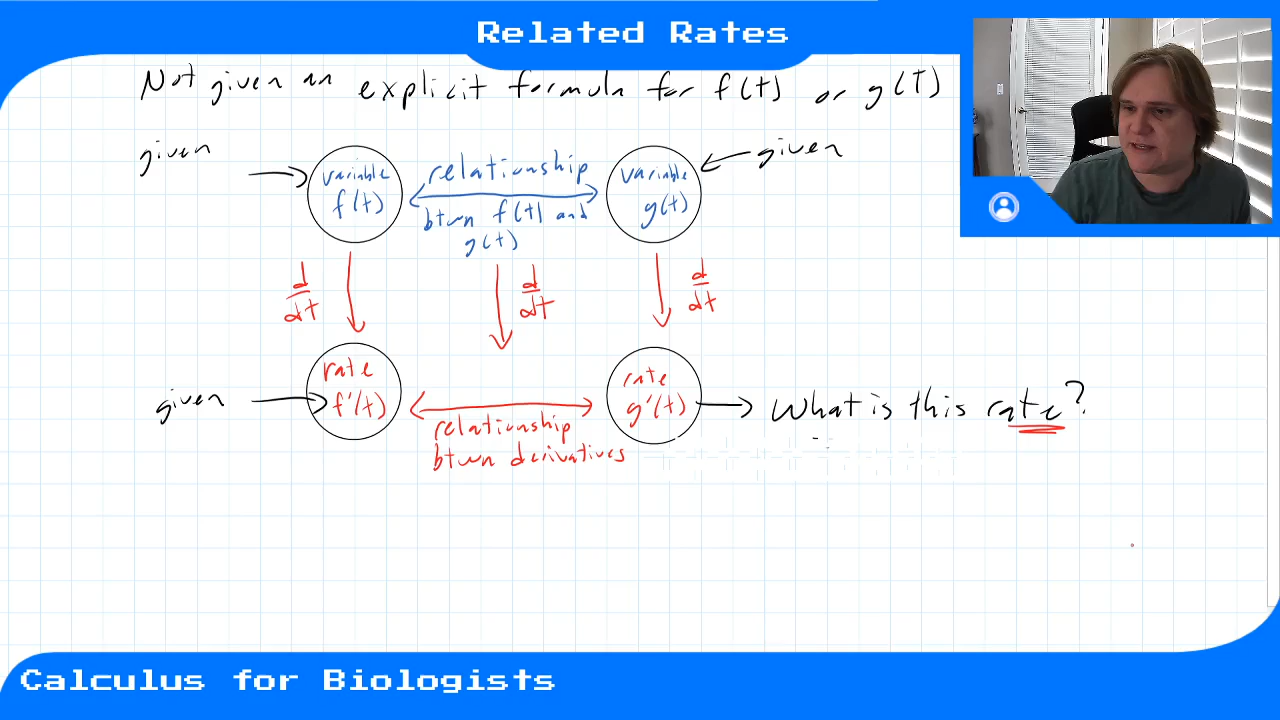 Related Rates
Not given an explicit formula for f(t) or g(t)
given
variable
f(t)
relationship
btwn f(t) and
g(t)
variable
g(t)
given
d/dt
d/dt
d/dt
given
rate
f'(t)
relationship
btwn derivatives
rate
g'(t)
What is this rate?
Calculus for Biologists